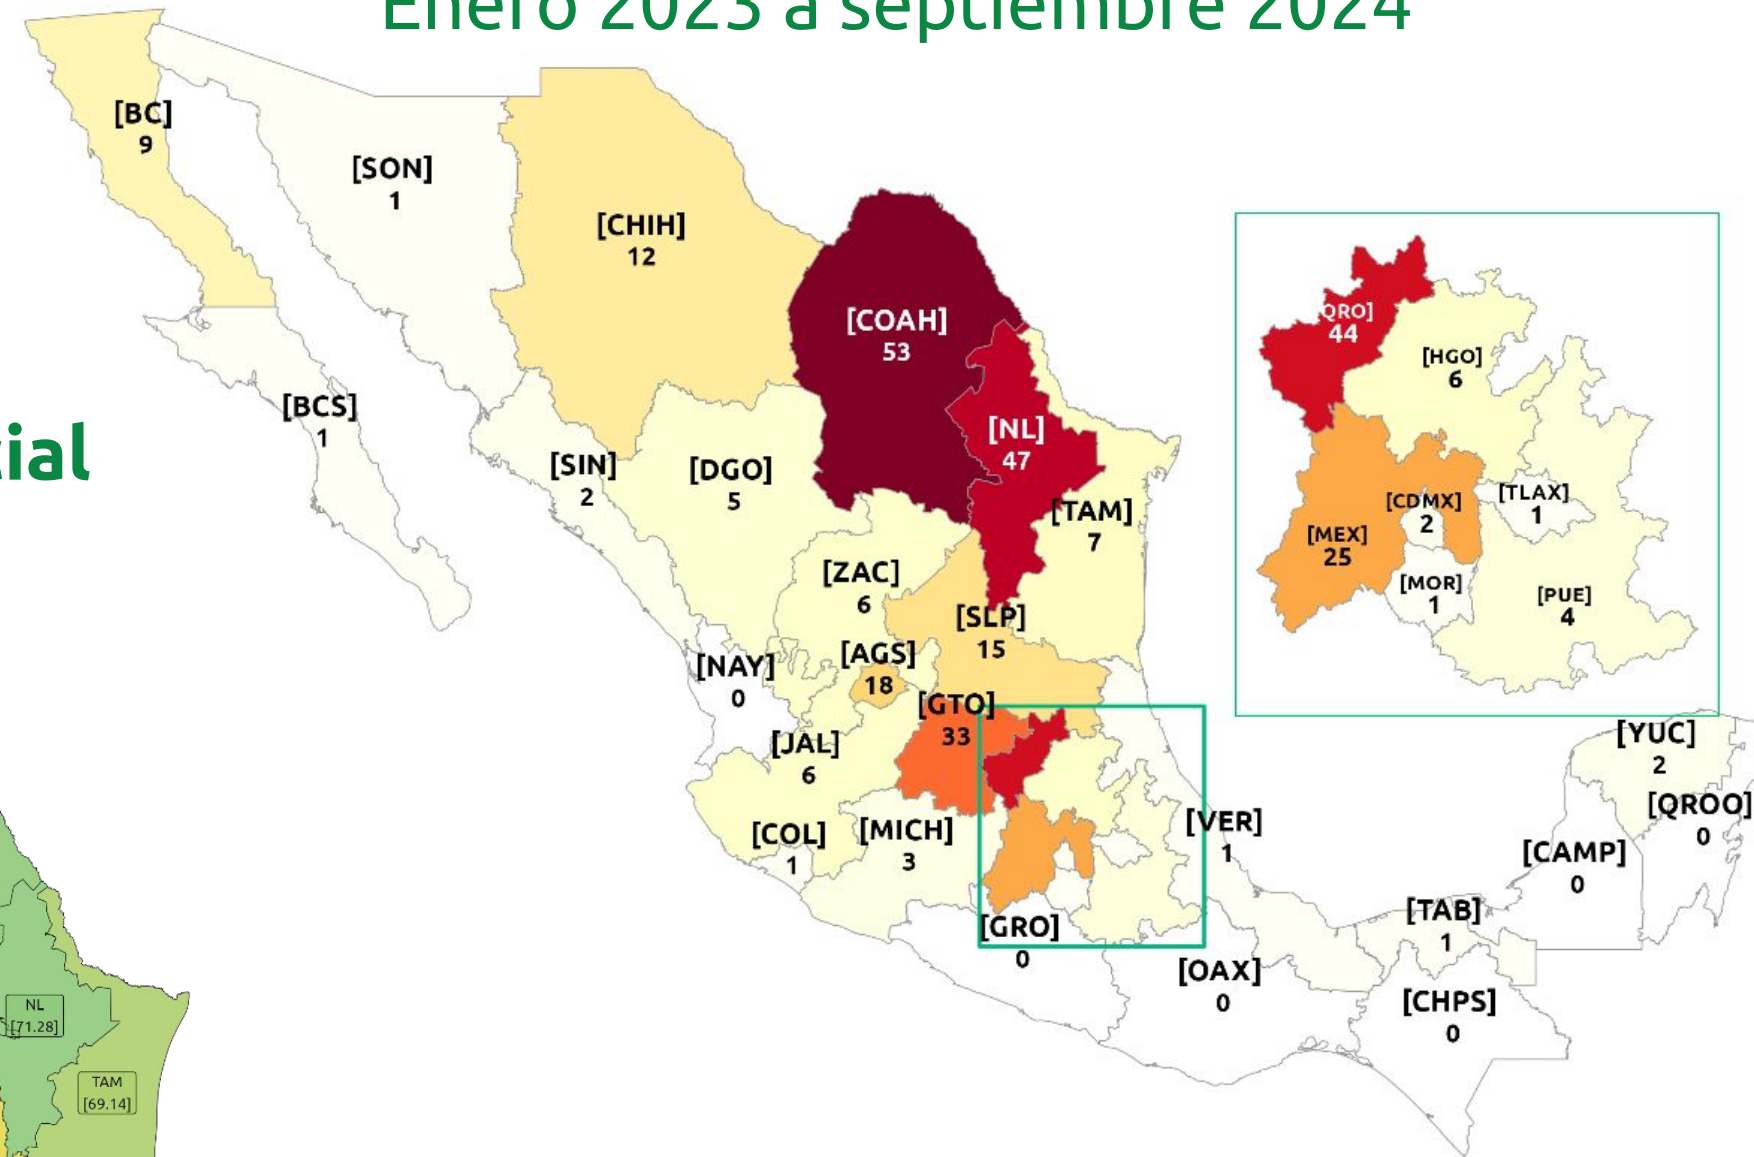 Enero 2023 a septiembre 2024
[BC]
9
[SON]
1
[CHIH]
12
[COAH]
53
[QRO]
44
[HGO]
6
[BCS]
1
[NL]
47
[SIN]
2
[DGO]
5
[TAM]
7
[CDMX]
2
[TLAX]
1
[MEX]
25
[MOR]
1
[PUE]
4
[ZAC]
6
[SLP]
15
[NAY]
0
[AGS]
18
[GTO]
33
[JAL]
6
[COL]
1
[MICH]
3
[VER]
1
[GRO]
0
[OAX]
0
[YUC]
2
[QROO]
0
[CAMP]
0
[TAB]
1
[CHPS]
0
NL
[71.28]
TAM
[69.14]